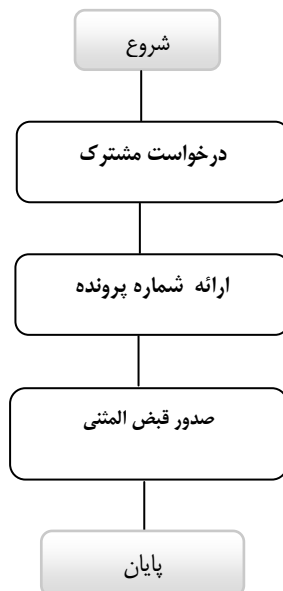 شروع
درخواست مشترک
ارائه شماره پرونده
صدور قبض المثنی
پایان